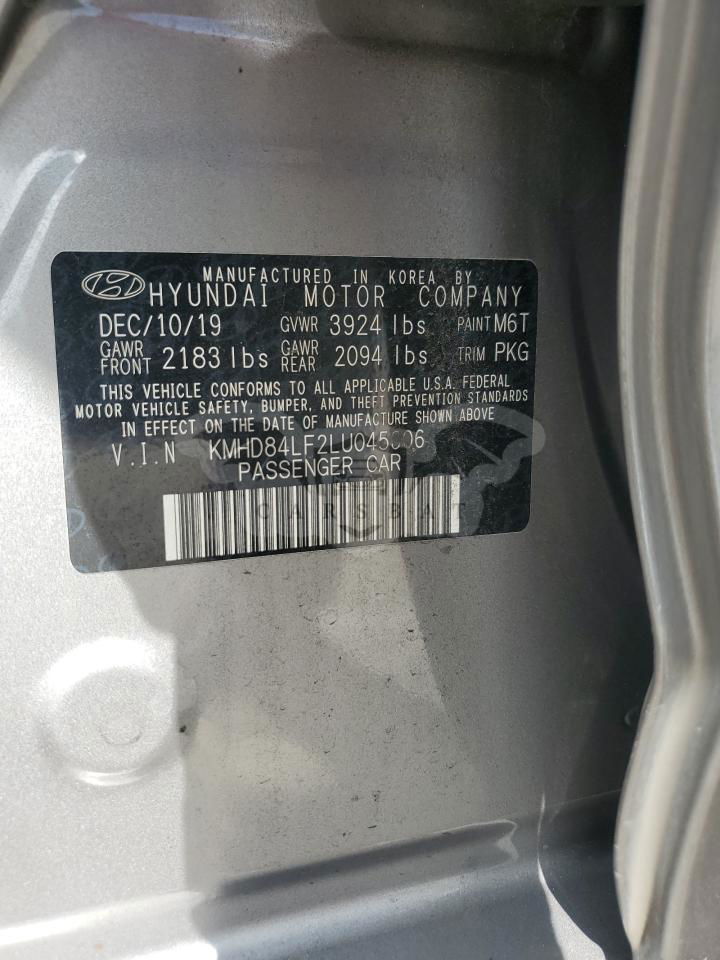 MANUFACTURED IN KOREA BY
HYUNDAI MOTOR COMPANY
DEC/10/19 GVWR 3924 lbs PAINT M6T
GAWR FRONT 2183 lbs GAWR REAR 2094 lbs TRIM PKG
THIS VEHICLE CONFORMS TO ALL APPLICABLE U.S.A. FEDERAL
MOTOR VEHICLE SAFETY, BUMPER, AND THEFT PREVENTION STANDARDS
IN EFFECT ON THE DATE OF MANUFACTURE SHOWN ABOVE
V.I.N
PASSENGER CAR
CARSBAT